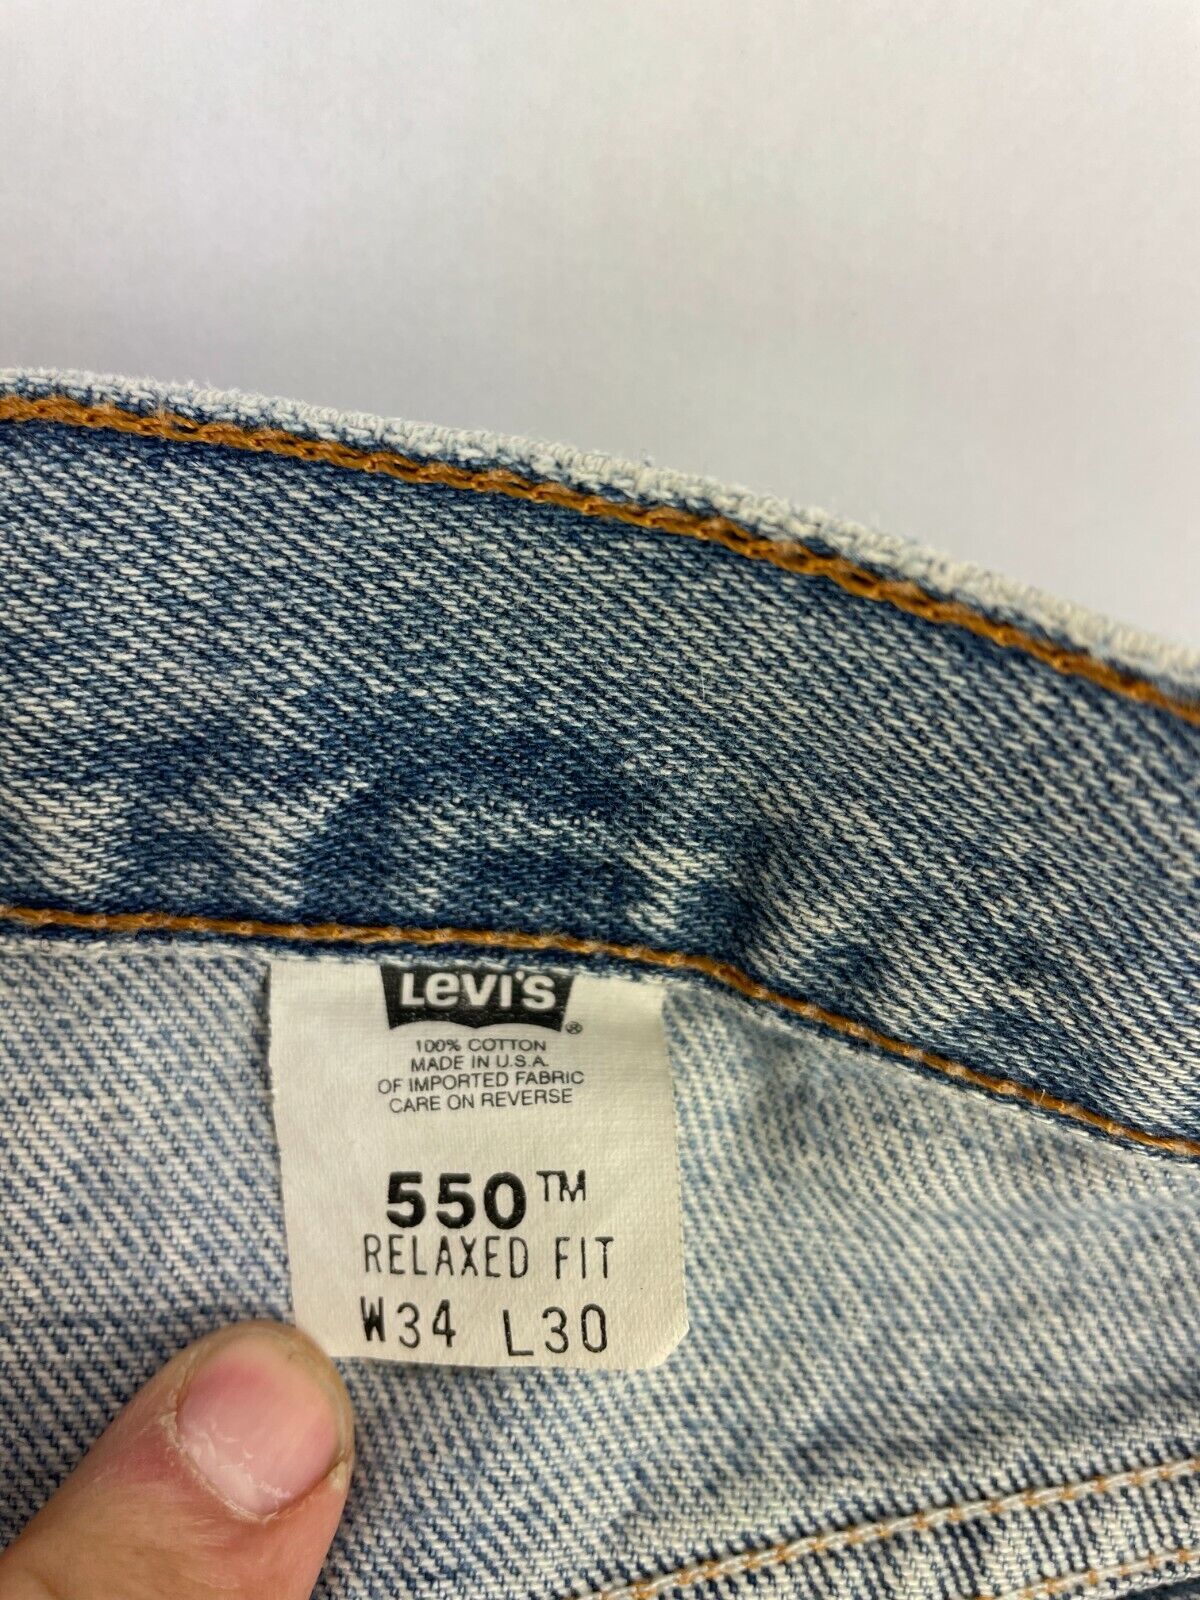 Levi's®
100% COTTON
MADE IN U.S.A.
OF IMPORTED FABRIC
CARE ON REVERSE
550™
RELAXED FIT
W34 L30